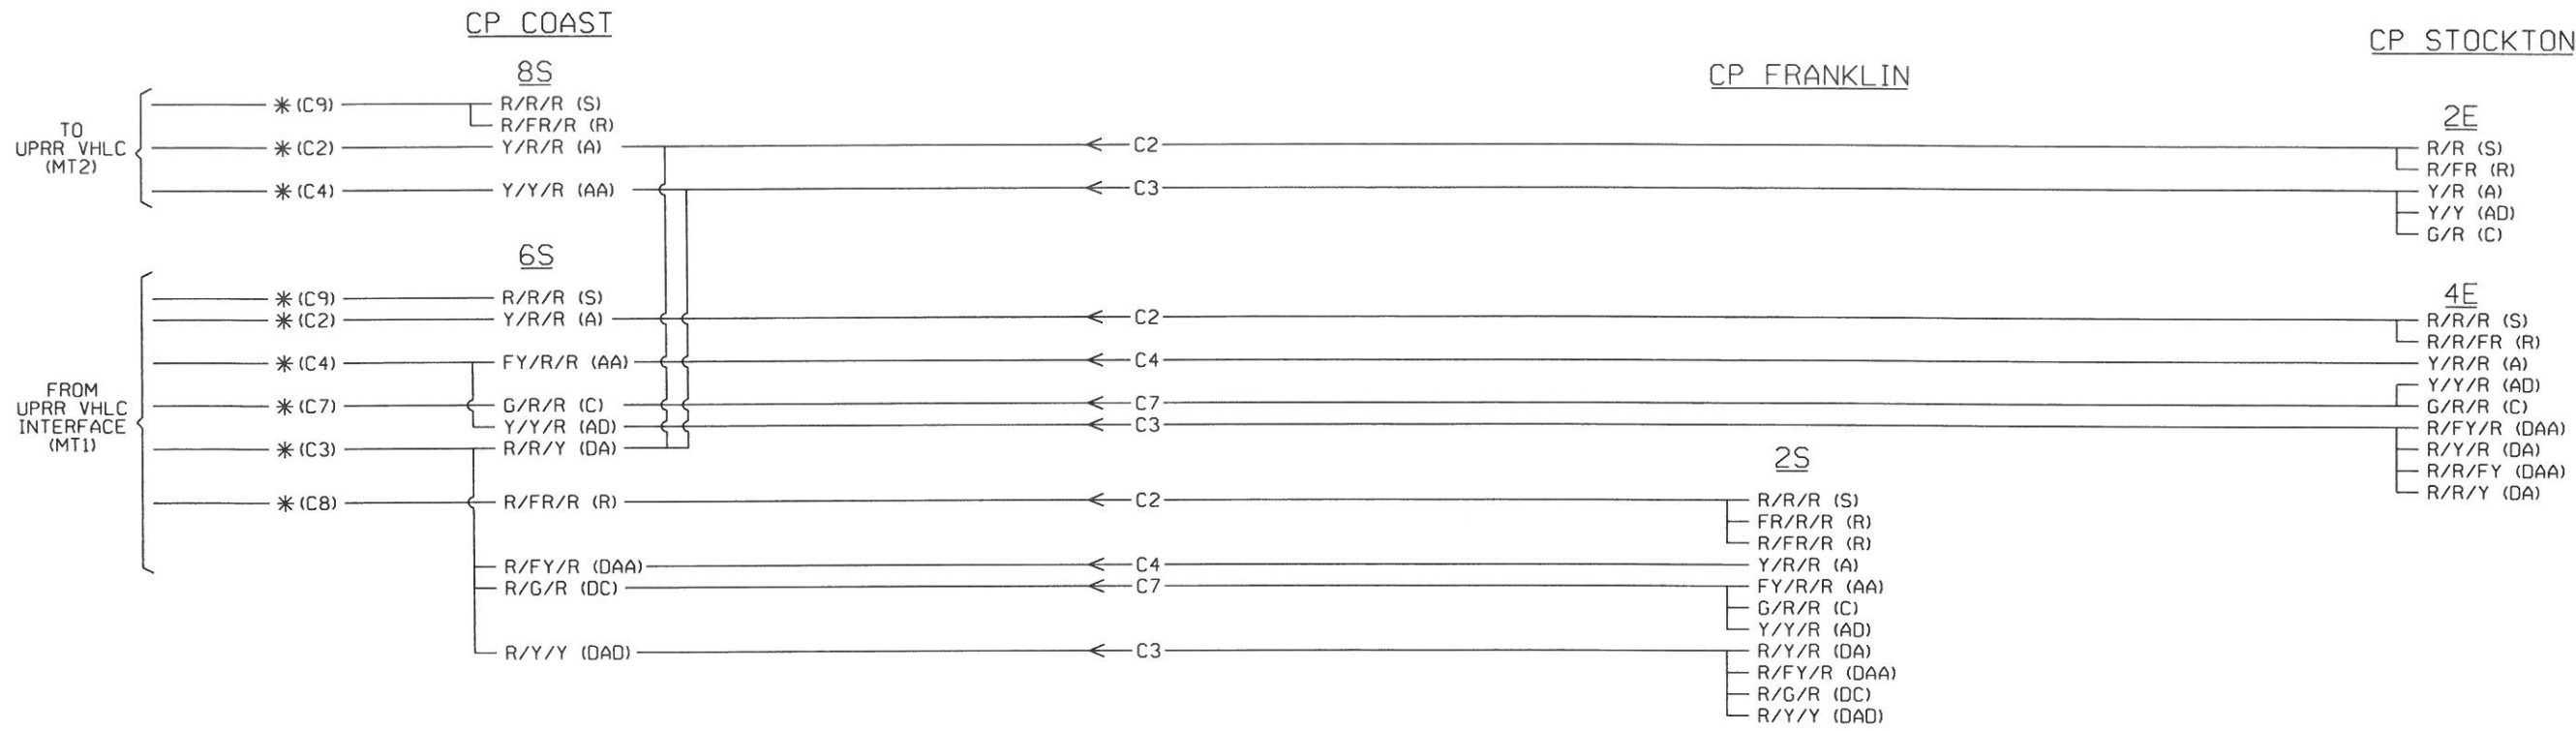 CP COAST
CP STOCKTON
CP FRANKLIN
8S
2E
TO
UPRR VHLC
(MT2)
*(C9) R/R/R (S)
R/FR/R (R)
*(C2) Y/R/R (A) C2 R/R (S)
R/FR (R)
*(C4) Y/Y/R (AA) C3 Y/R (A)
Y/Y (AD)
G/R (C)
6S
4E
FROM
UPRR VHLC
INTERFACE
(MT1)
*(C9) R/R/R (S)
*(C2) Y/R/R (A) C2 R/R/R (S)
R/R/FR (R)
*(C4) FY/R/R (AA) C4 Y/R/R (A)
Y/Y/R (AD)
*(C7) G/R/R (C) C7 G/R/R (C)
Y/Y/R (AD) C3 R/FY/R (DAA)
*(C3) R/R/Y (DA) R/Y/R (DA)
R/R/FY (DAA)
R/R/Y (DA)
2S
*(C8) R/FR/R (R) C2 R/R/R (S)
FR/R/R (R)
R/FR/R (R)
R/FY/R (DAA) C4 Y/R/R (A)
R/G/R (DC) C7 FY/R/R (AA)
G/R/R (C)
Y/Y/R (AD)
R/Y/Y (DAD) C3 R/Y/R (DA)
R/FY/R (DAA)
R/G/R (DC)
R/Y/Y (DAD)